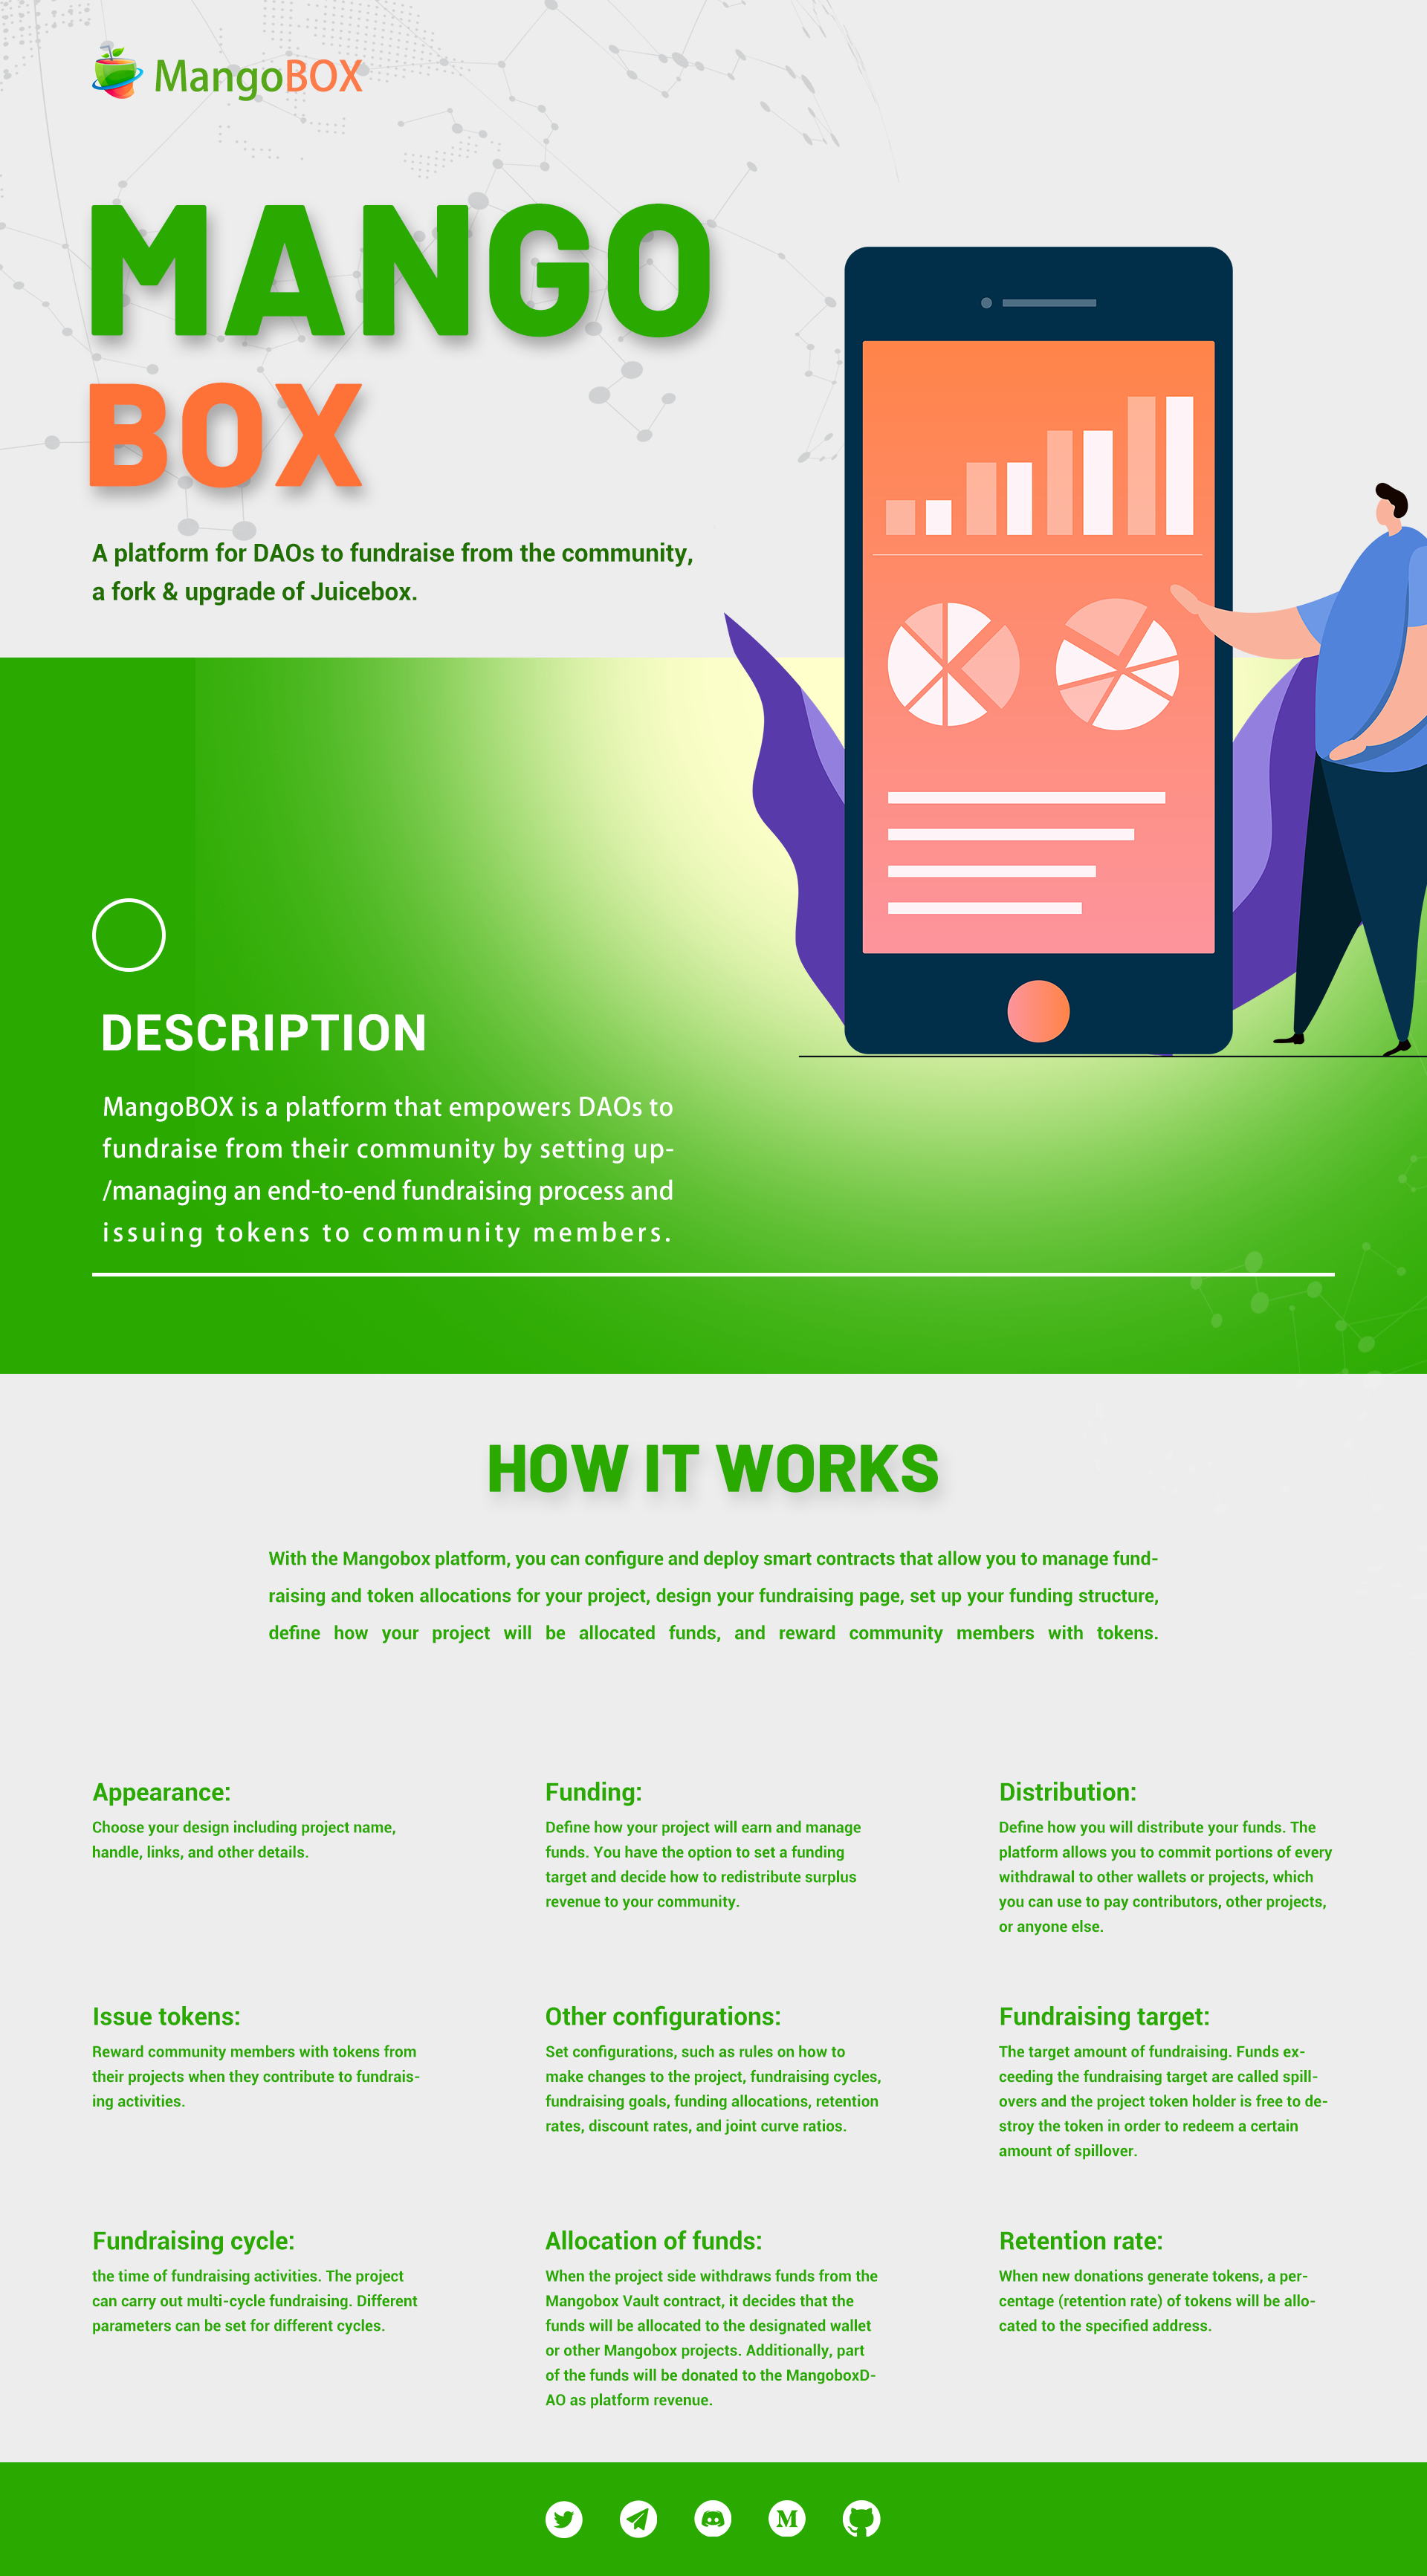 MangoBOX
MANGO
BOX
A platform for DAOs to fundraise from the community,
a fork & upgrade of Juicebox.
DESCRIPTION
MangoBOX is a platform that empowers DAOs to
fundraise from their community by setting up-
/managing an end-to-end fundraising process and
issuing tokens to community members.
HOW IT WORKS
With the Mangobox platform, you can configure and deploy smart contracts that allow you to manage fund-
raising and token allocations for your project, design your fundraising page, set up your funding structure,
define how your project will be allocated funds, and reward community members with tokens.
Appearance:
Choose your design including project name,
handle, links, and other details.
Funding:
Define how your project will earn and manage
funds. You have the option to set a funding
target and decide how to redistribute surplus
revenue to your community.
Distribution:
Define how you will distribute your funds. The
platform allows you to commit portions of every
withdrawal to other wallets or projects, which
you can use to pay contributors, other projects,
or anyone else.
Issue tokens:
Reward community members with tokens from
their projects when they contribute to fundrais-
ing activities.
Other configurations:
Set configurations, such as rules on how to
make changes to the project, fundraising cycles,
fundraising goals, funding allocations, retention
rates, discount rates, and joint curve ratios.
Fundraising target:
The target amount of fundraising. Funds ex-
ceeding the fundraising target are called spill-
overs and the project token holder is free to de-
stroy the token in order to redeem a certain
amount of spillover.
Fundraising cycle:
the time of fundraising activities. The project
can carry out multi-cycle fundraising. Different
parameters can be set for different cycles.
Allocation of funds:
When the project side withdraws funds from the
Mangobox Vault contract, it decides that the
funds will be allocated to the designated wallet
or other Mangobox projects. Additionally, part
of the funds will be donated to the MangoboxD-
AO as platform revenue.
Retention rate:
When new donations generate tokens, a per-
centage (retention rate) of tokens will be allo-
cated to the specified address.
M